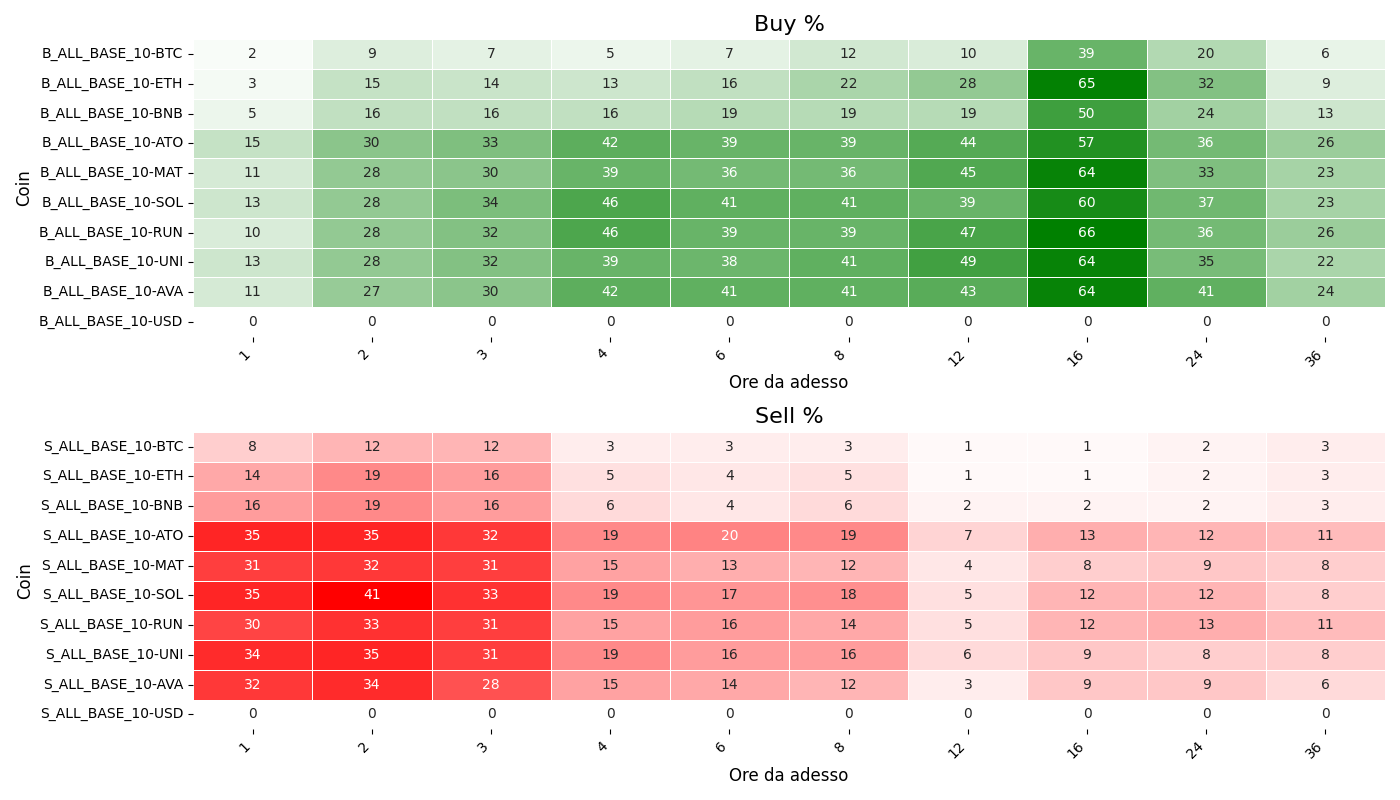 Buy %
Coin
B_ALL_BASE_10-BTC 2 9 7 5 7 12 10 39 20 6
B_ALL_BASE_10-ETH 3 15 14 13 16 22 28 65 32 9
B_ALL_BASE_10-BNB 5 16 16 16 19 19 19 50 24 13
B_ALL_BASE_10-ATO 15 30 33 42 39 39 44 57 36 26
B_ALL_BASE_10-MAT 11 28 30 39 36 36 45 64 33 23
B_ALL_BASE_10-SOL 13 28 34 46 41 41 39 60 37 23
B_ALL_BASE_10-RUN 10 28 32 46 39 39 47 66 36 26
B_ALL_BASE_10-UNI 13 28 32 39 38 41 49 64 35 22
B_ALL_BASE_10-AVA 11 27 30 42 41 41 43 64 41 24
B_ALL_BASE_10-USD 0 0 0 0 0 0 0 0 0 0
1 2 3 4 6 8 12 16 24 36
Ore da adesso
Sell %
Coin
S_ALL_BASE_10-BTC 8 12 12 3 3 3 1 1 2 3
S_ALL_BASE_10-ETH 14 19 16 5 4 5 1 1 2 3
S_ALL_BASE_10-BNB 16 19 16 6 4 6 2 2 2 3
S_ALL_BASE_10-ATO 35 35 32 19 20 19 7 13 12 11
S_ALL_BASE_10-MAT 31 32 31 15 13 12 4 8 9 8
S_ALL_BASE_10-SOL 35 41 33 19 17 18 5 12 12 8
S_ALL_BASE_10-RUN 30 33 31 15 16 14 5 12 13 11
S_ALL_BASE_10-UNI 34 35 31 19 16 16 6 9 8 8
S_ALL_BASE_10-AVA 32 34 28 15 14 12 3 9 9 6
S_ALL_BASE_10-USD 0 0 0 0 0 0 0 0 0 0
1 2 3 4 6 8 12 16 24 36
Ore da adesso